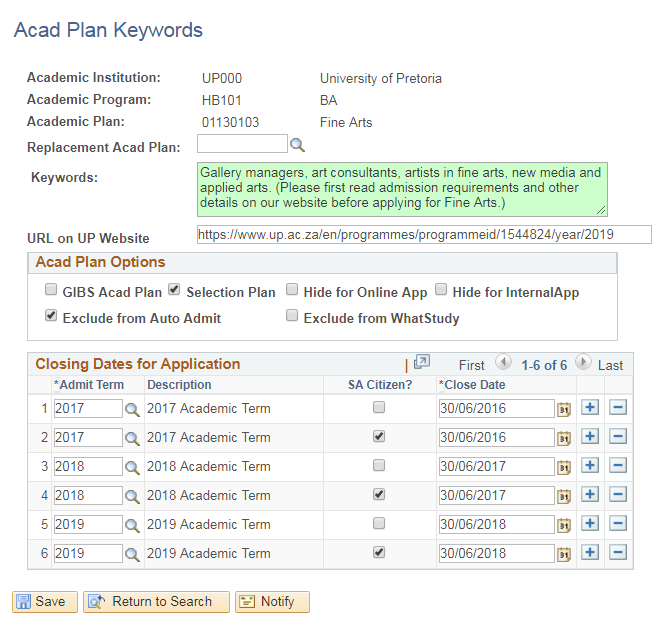 Acad Plan Keywords
Academic Institution: UP000 University of Pretoria
Academic Program: HB101 BA
Academic Plan: 01130103 Fine Arts
Replacement Acad Plan:
Keywords: Gallery managers, art consultants, artists in fine arts, new media and
applied arts. (Please first read admission requirements and other
details on our website before applying for Fine Arts.)
URL on UP Website https://www.up.ac.za/en/programmes/programmeid/1544824/year/2019
Acad Plan Options
GIBS Acad Plan Selection Plan Hide for Online App Hide for InternalApp
Exclude from Auto Admit Exclude from WhatStudy
Closing Dates for Application | First 1-6 of 6 Last
*Admit Term Description SA Citizen? *Close Date
1 2017 2017 Academic Term 30/06/2016
2 2017 2017 Academic Term 30/06/2016
3 2018 2018 Academic Term 30/06/2017
4 2018 2018 Academic Term 30/06/2017
5 2019 2019 Academic Term 30/06/2018
6 2019 2019 Academic Term 30/06/2018
Save Return to Search Notify